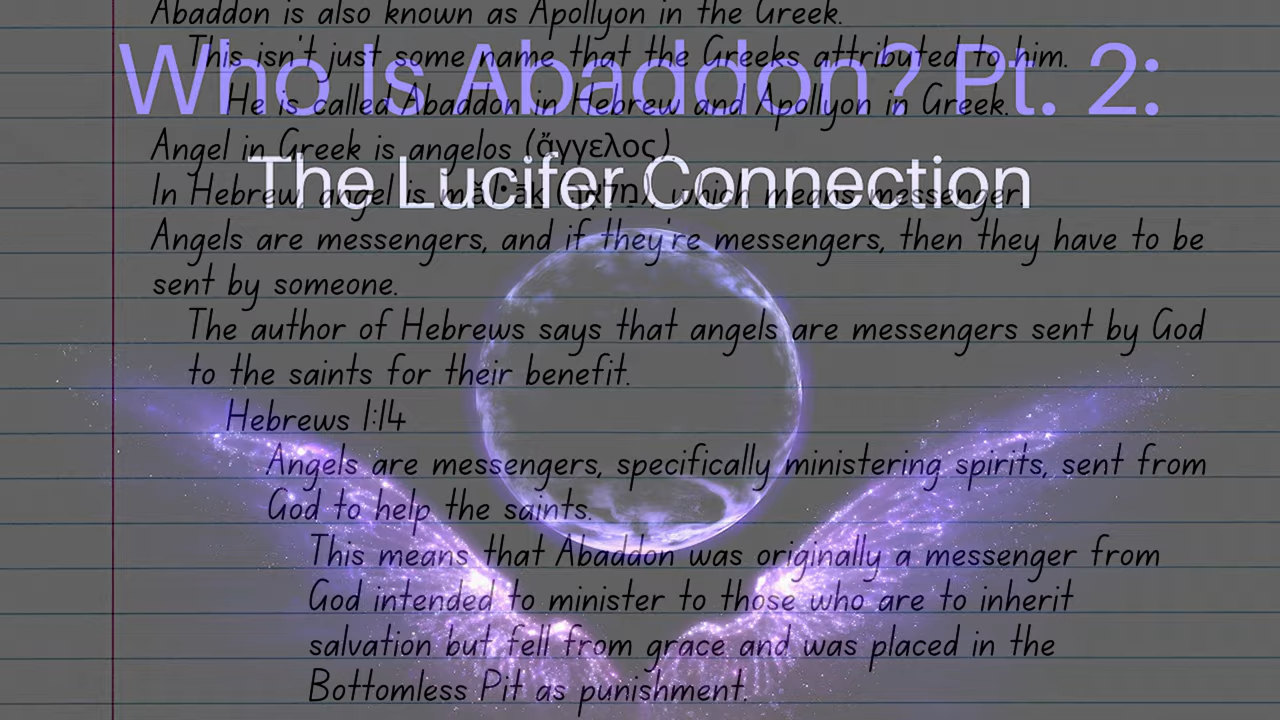 Abaddon is also known as Apollyon in the Greek.
This isn't just some name that the Greeks attributed to him.
Who Is Abaddon? Pt. 2:
He is called Abaddon in Hebrew and Apollyon in Greek.
Angel in Greek is angelos (ἄγγελος)
The Lucifer Connection
In Hebrew, angel is măl•āk (מַלְאָךְ), which means messenger.
Angels are messengers, and if they're messengers, then they have to be
sent by someone.
The author of Hebrews says that angels are messengers sent by God
to the saints for their benefit.
Hebrews 1:14
Angels are messengers, specifically ministering spirits, sent from
God to help the saints.
This means that Abaddon was originally a messenger from
God intended to minister to those who are to inherit
salvation but fell from grace and was placed in the
Bottomless Pit as punishment.